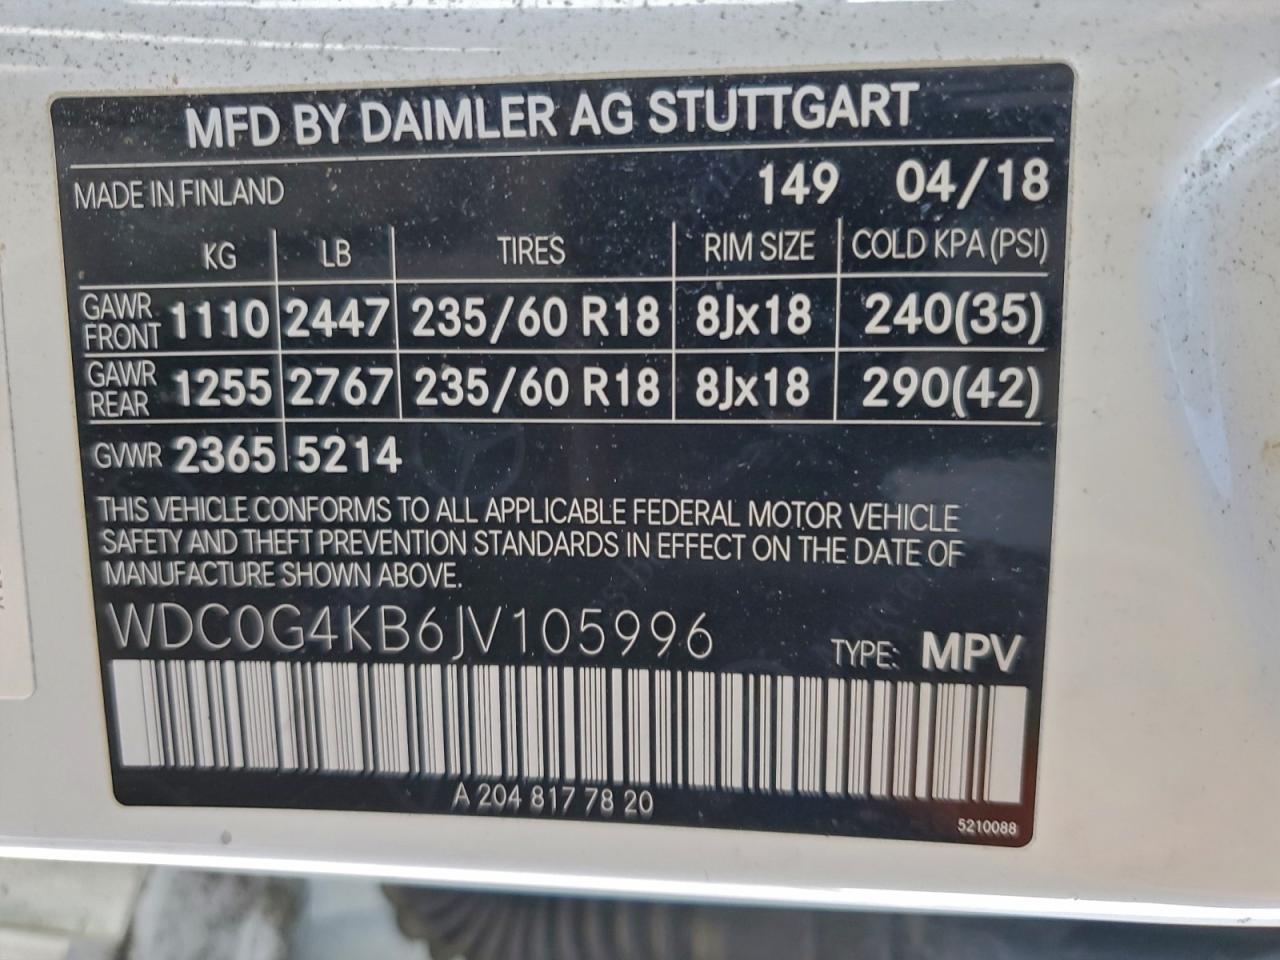 MFD BY DAIMLER AG STUTTGART
MADE IN FINLAND 149 04/18
KG LB TIRES RIM SIZE COLD KPA (PSI)
GAWR FRONT 1110 2447 235/60 R18 8Jx18 240(35)
GAWR REAR 1255 2767 235/60 R18 8Jx18 290(42)
GVWR 2365 5214
THIS VEHICLE CONFORMS TO ALL APPLICABLE FEDERAL MOTOR VEHICLE
SAFETY AND THEFT PREVENTION STANDARDS IN EFFECT ON THE DATE OF
MANUFACTURE SHOWN ABOVE.
WDC0G4KB6JV105996 TYPE: MPV
A 204 817 78 20
5210088